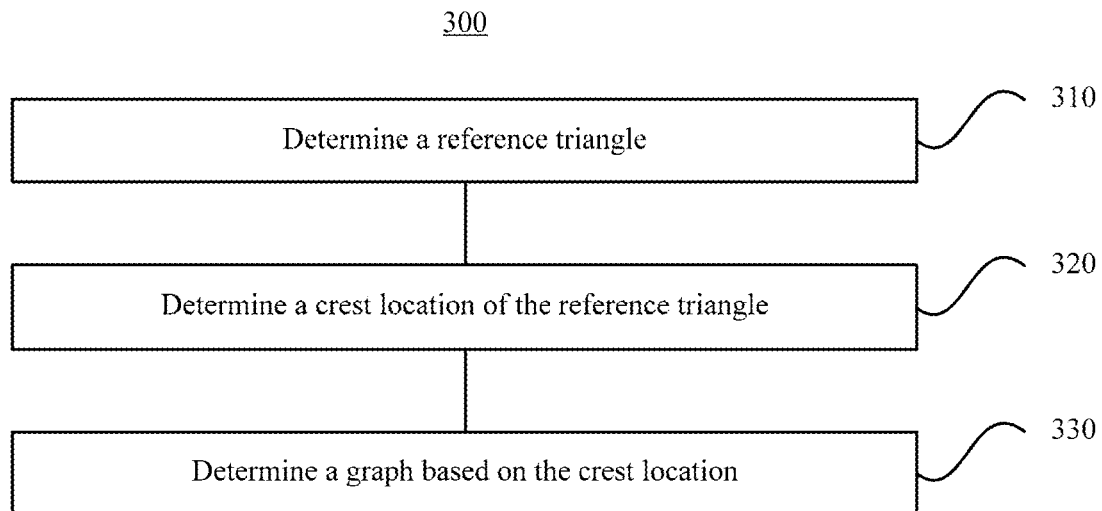 300
Determine a reference triangle
310
Determine a crest location of the reference triangle
320
Determine a graph based on the crest location
330